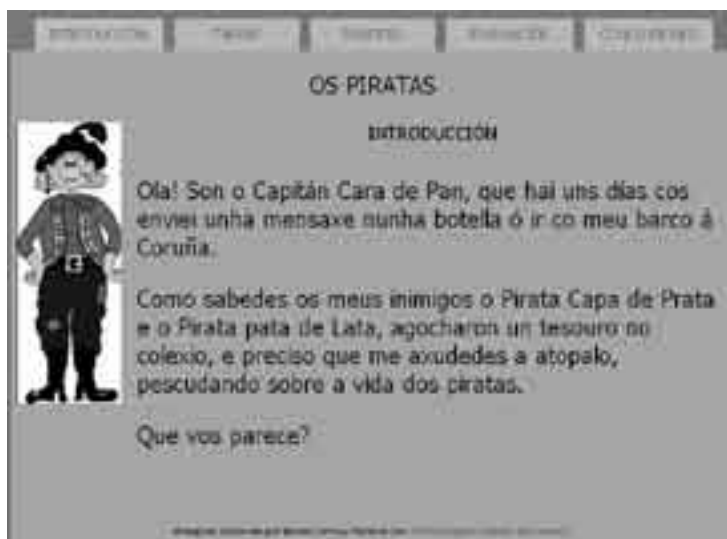 INTRODUCCIÓN
OS PIRATAS
INTRODUCCIÓN
Ola! Son o Capitán Cara de Pan, que hai uns días cos
enviei unha mensaxe nunha botella ó ir co meu barco á
Coruña.
Como sabedes os meus inimigos o Pirata Capa de Prata
e o Pirata pata de Lata, agocharon un tesouro no
colexio, e preciso que me axudedes a atopalo,
pescudando sobre a vida dos piratas.
Que vos parece?